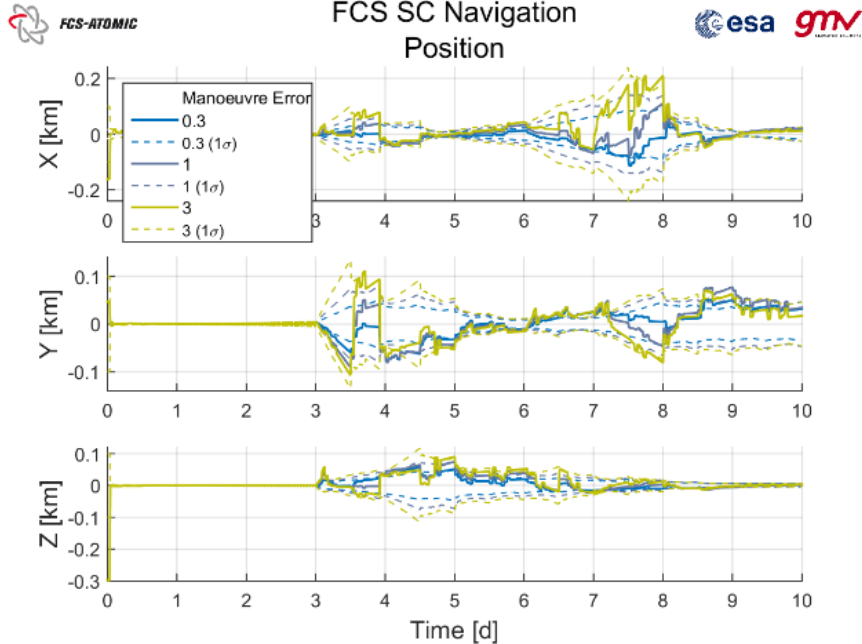 FCS-ATOMIC
FCS SC Navigation
Position
esa
gmv
X [km]
0.2
0
-0.2
Manoeuvre Error
0.3
0.3 (1σ)
1
1 (1σ)
3
3 (1σ)
0 3 4 5 6 7 8 9 10
Y [km]
0.1
0
-0.1
0 1 2 3 4 5 6 7 8 9 10
Z [km]
0.1
0
-0.1
-0.2
-0.3
0 1 2 3 4 5 6 7 8 9 10
Time [d]